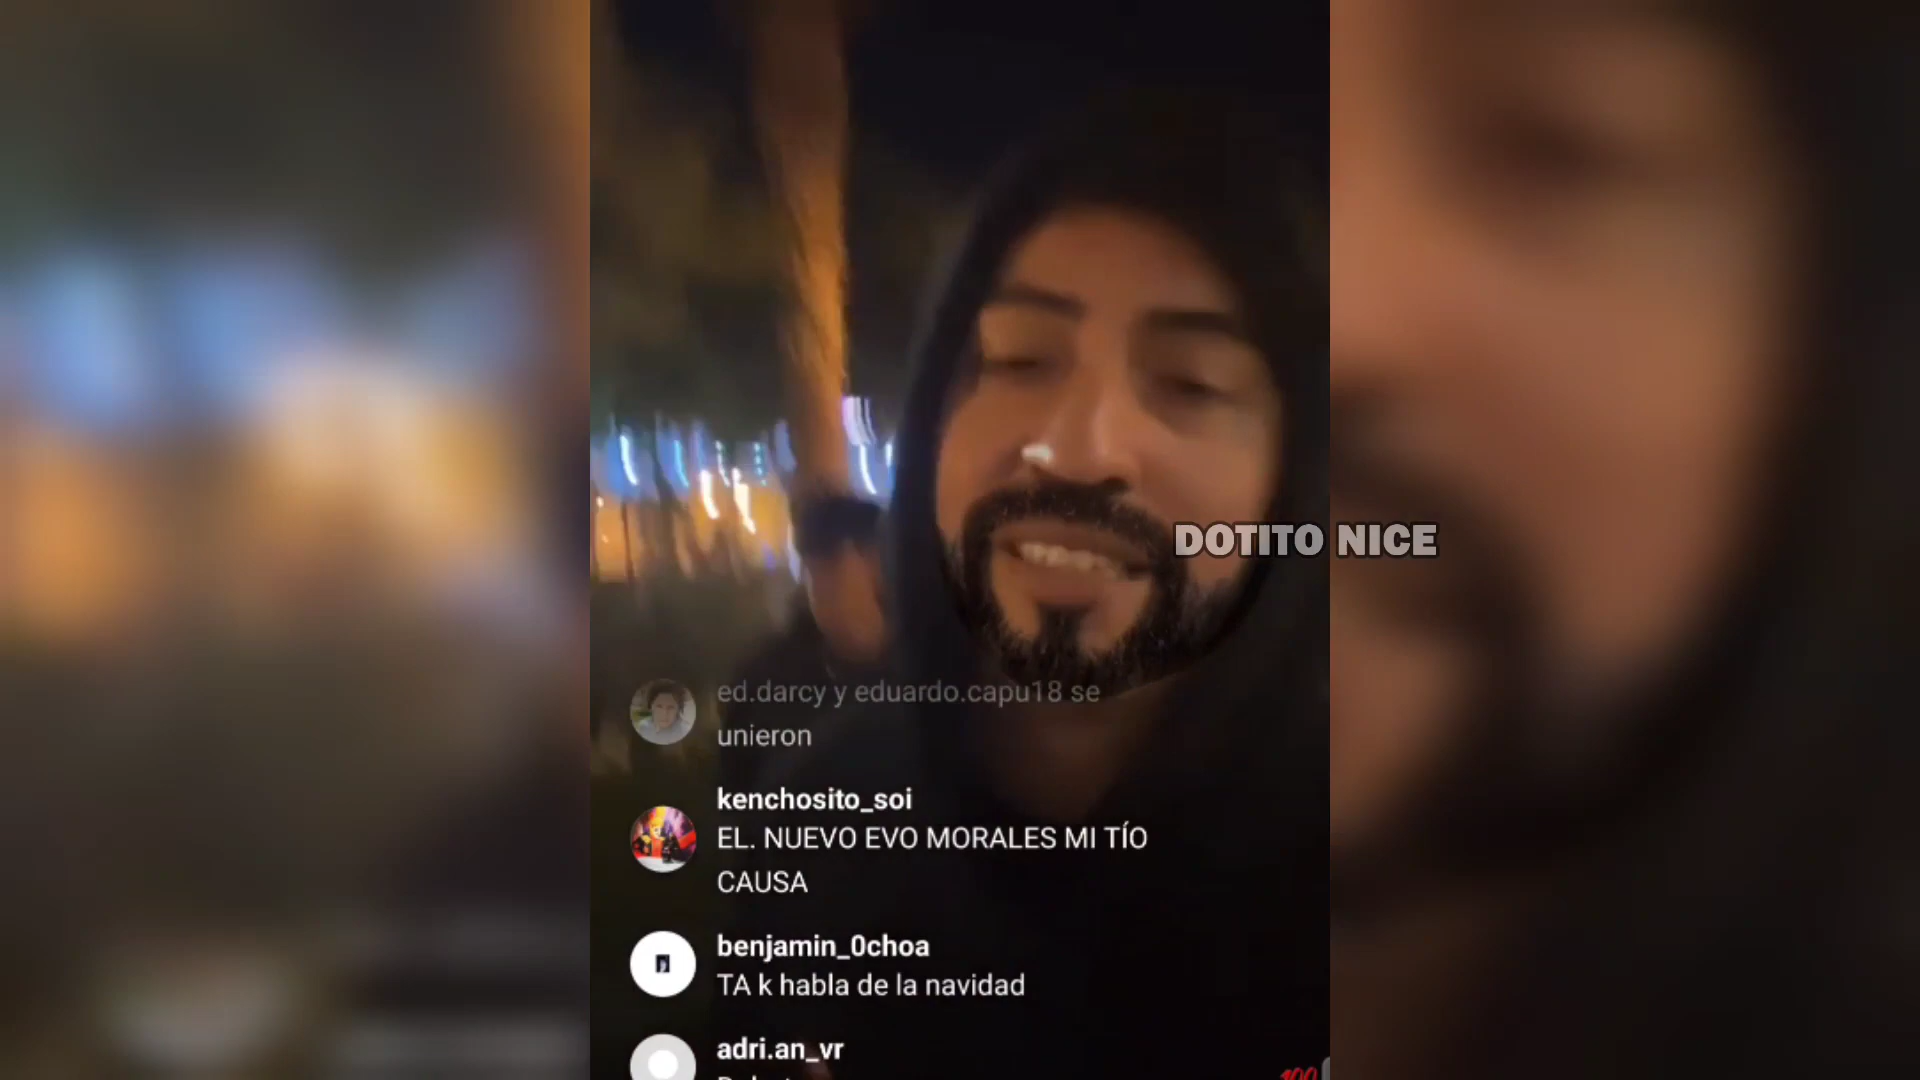 DOTITO NICE
ed.darcy y eduardo.capu18 se
unieron
kenchosito_soi
EL. NUEVO EVO MORALES MI TÍO
CAUSA
benjamin_0choa
TA k habla de la navidad
adri.an_vr
100